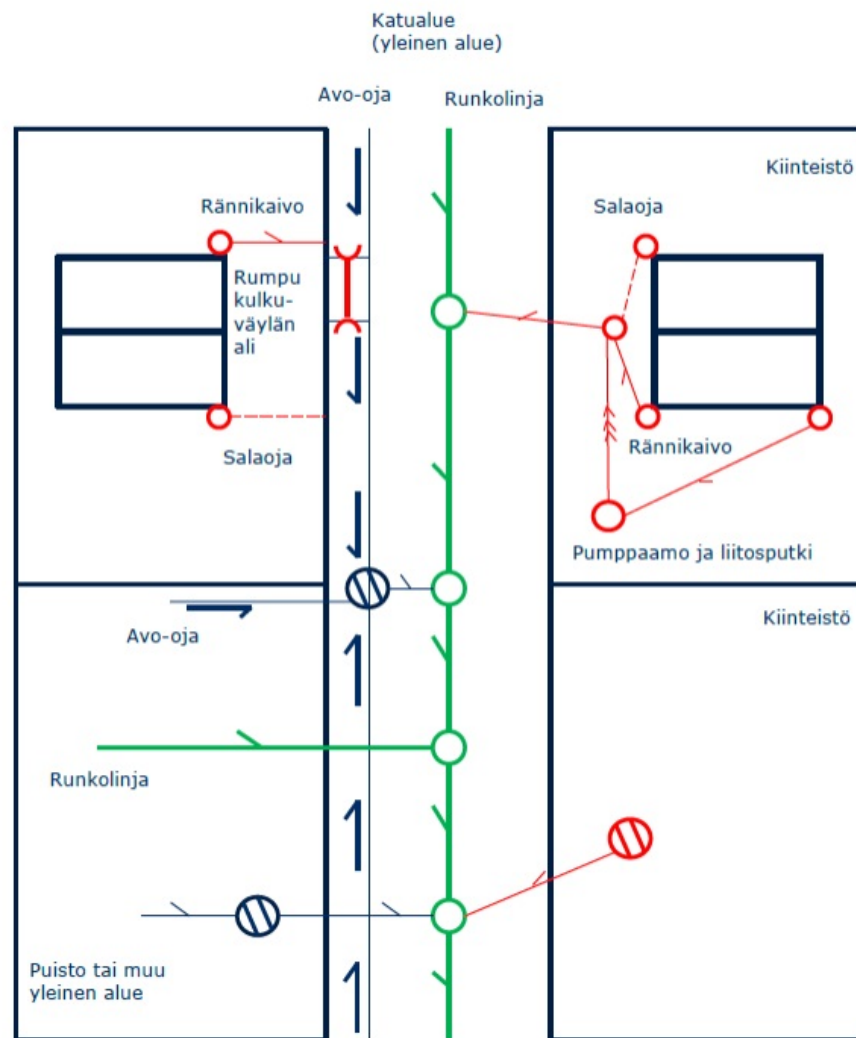 Katualue
(yleinen alue)
Avo-oja
Runkolinja
Kiinteistö
Rännikaivo
Salaoja
Rumpu
kulku-
väylän
ali
Salaoja
Rännikaivo
Pumppaamo ja liitosputki
Avo-oja
Kiinteistö
Runkolinja
Puisto tai muu
yleinen alue